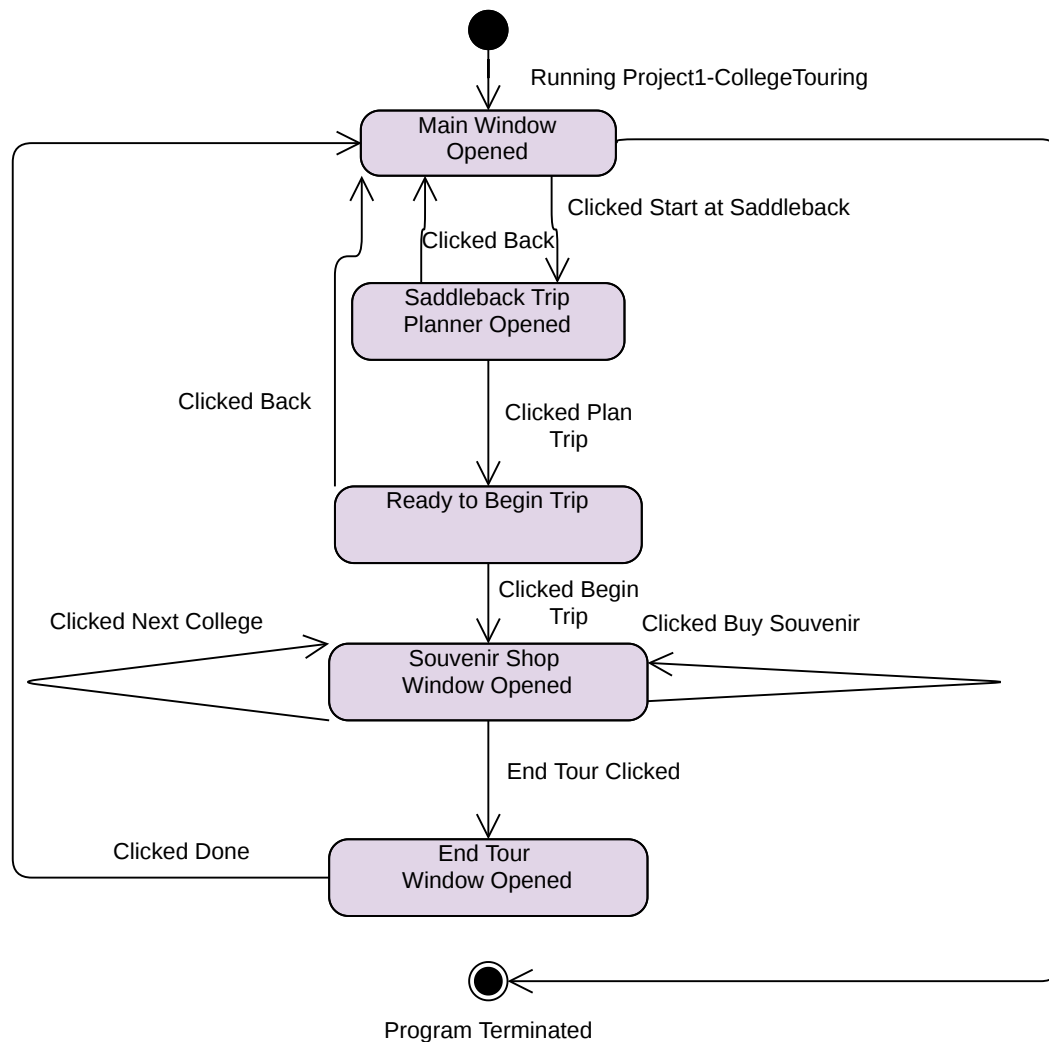 Running Project1-CollegeTouring
Main Window
Opened
Clicked Start at Saddleback
Clicked Back
Saddleback Trip
Planner Opened
Clicked Back
Clicked Plan
Trip
Ready to Begin Trip
Clicked Begin
Trip
Clicked Next College
Clicked Buy Souvenir
Souvenir Shop
Window Opened
End Tour Clicked
Clicked Done
End Tour
Window Opened
Program Terminated